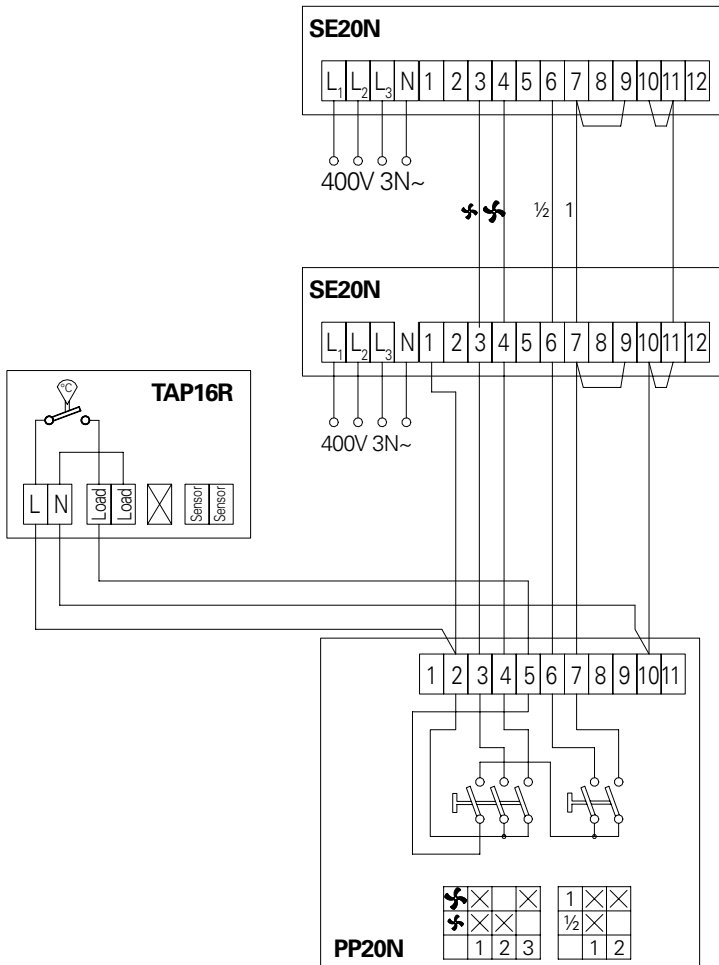 SE20N
L1 L2 L3 N 1 2 3 4 5 6 7 8 9 10 11 12
400V 3N~
½ 1
SE20N
L1 L2 L3 N 1 2 3 4 5 6 7 8 9 10 11 12
400V 3N~
°C
TAP16R
L N Load Load Sensor Sensor
1 2 3 4 5 6 7 8 9 10 11
1
½
1 2 3 1 2
PP20N